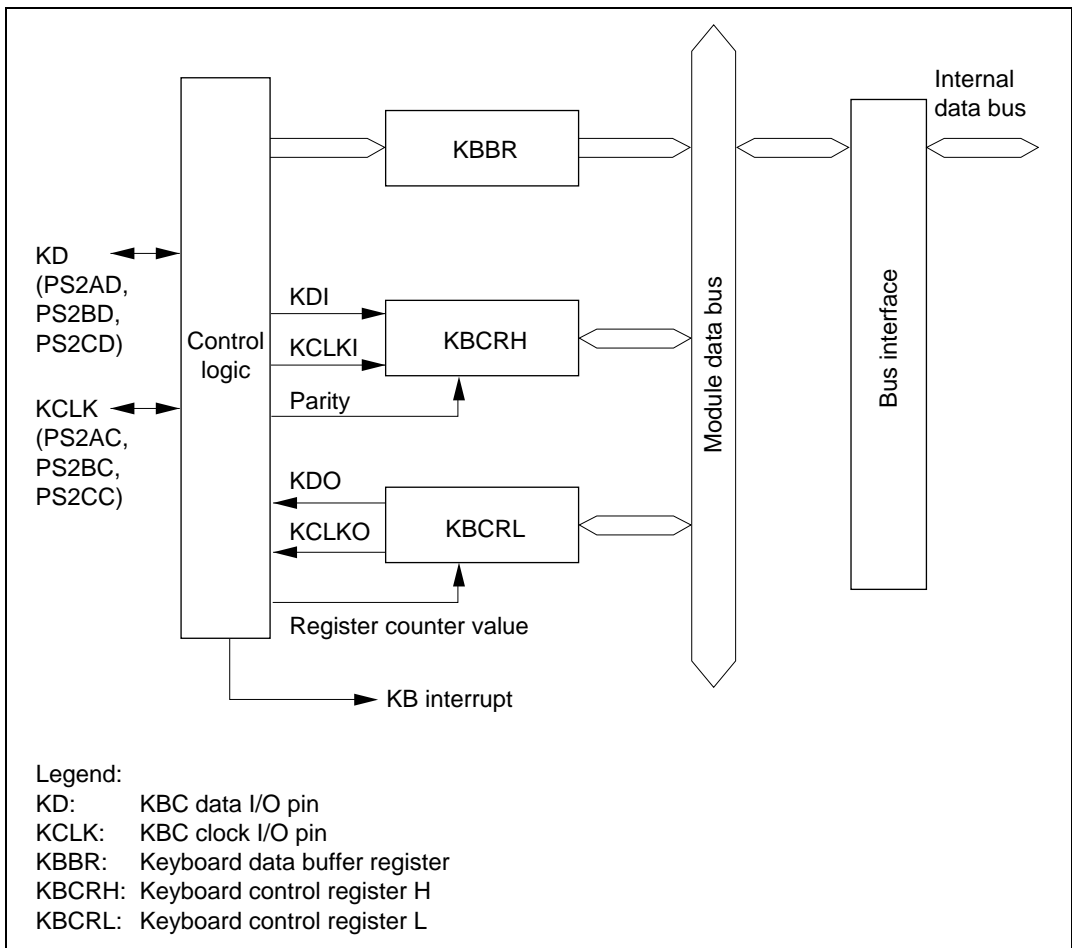 Internal
data bus
KBBR
KD
(PS2AD,
PS2BD,
PS2CD)
KDI
KBCRH
KCLKI
Control
logic
Parity
KCLK
(PS2AC,
PS2BC,
PS2CC)
KDO
KBCRL
KCLKO
Register counter value
KB interrupt
Module data bus
Bus interface
Legend:
KD: KBC data I/O pin
KCLK: KBC clock I/O pin
KBBR: Keyboard data buffer register
KBCRH: Keyboard control register H
KBCRL: Keyboard control register L